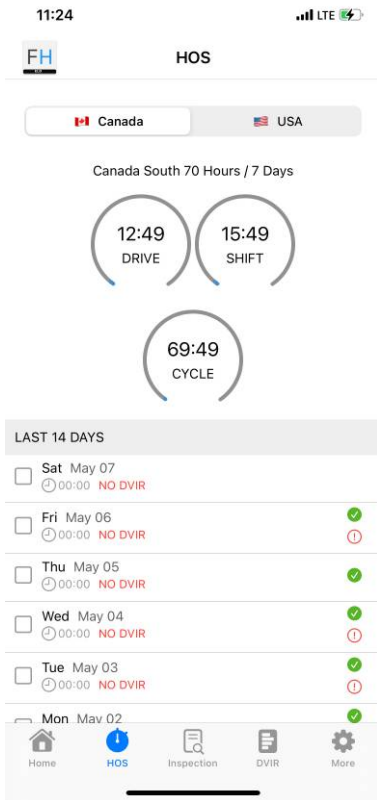 11:24
LTE
FH
HOS
Canada
USA
Canada South 70 Hours / 7 Days
12:49
DRIVE
15:49
SHIFT
69:49
CYCLE
LAST 14 DAYS
Sat May 07
00:00 NO DVIR
Fri May 06
00:00 NO DVIR
Thu May 05
00:00 NO DVIR
Wed May 04
00:00 NO DVIR
Tue May 03
00:00 NO DVIR
Mon May 02
Home
HOS
Inspection
DVIR
More